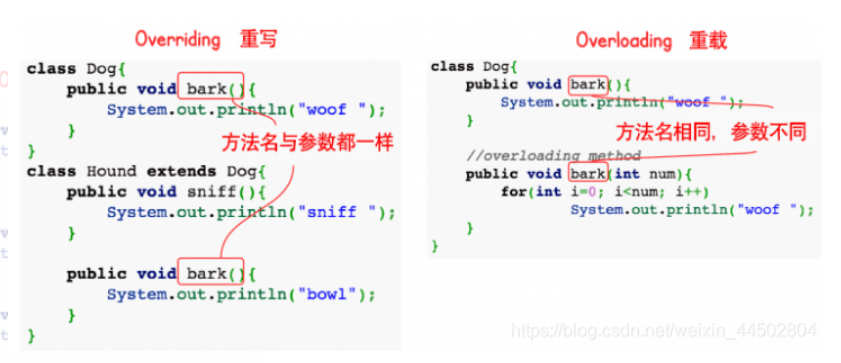 Overriding 重写
class Dog{
public void bark(){
System.out.println("woof ");
}
}
方法名与参数都一样
class Hound extends Dog{
public void sniff(){
System.out.println("sniff ");
}
public void bark(){
System.out.println("bowl");
}
}
Overloading 重载
class Dog{
public void bark(){
System.out.println("woof ");
}
方法名相同，参数不同
//overloading method
public void bark(int num){
for(int i=0; i<num; i++)
System.out.println("woof ");
}
}
https://blog.csdn.net/weixin_44502804